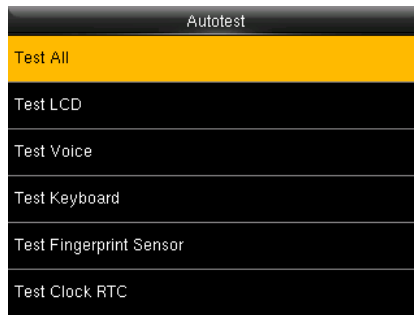 Autotest
Test All
Test LCD
Test Voice
Test Keyboard
Test Fingerprint Sensor
Test Clock RTC